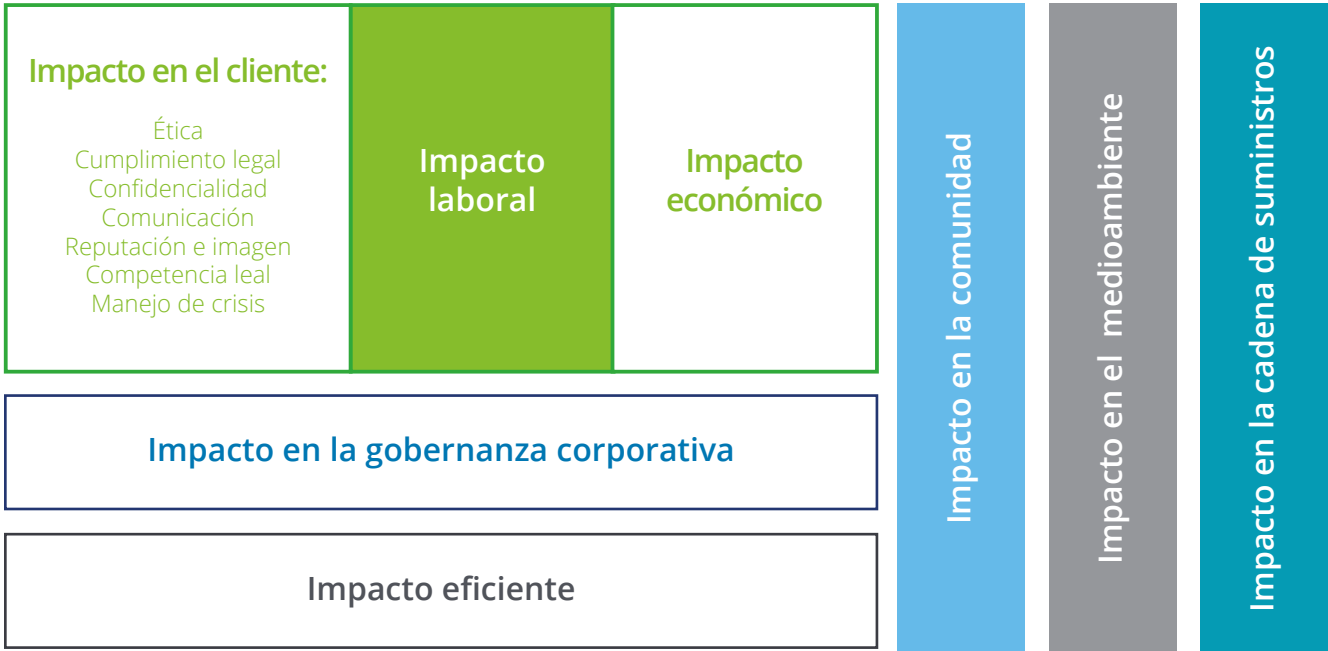 Impacto en el cliente:
Ética
Cumplimiento legal
Confidencialidad
Comunicación
Reputación e imagen
Competencia leal
Manejo de crisis
Impacto
laboral
Impacto
económico
Impacto en la gobernanza corporativa
Impacto eficiente
Impacto en la comunidad
Impacto en el medioambiente
Impacto en la cadena de suministros